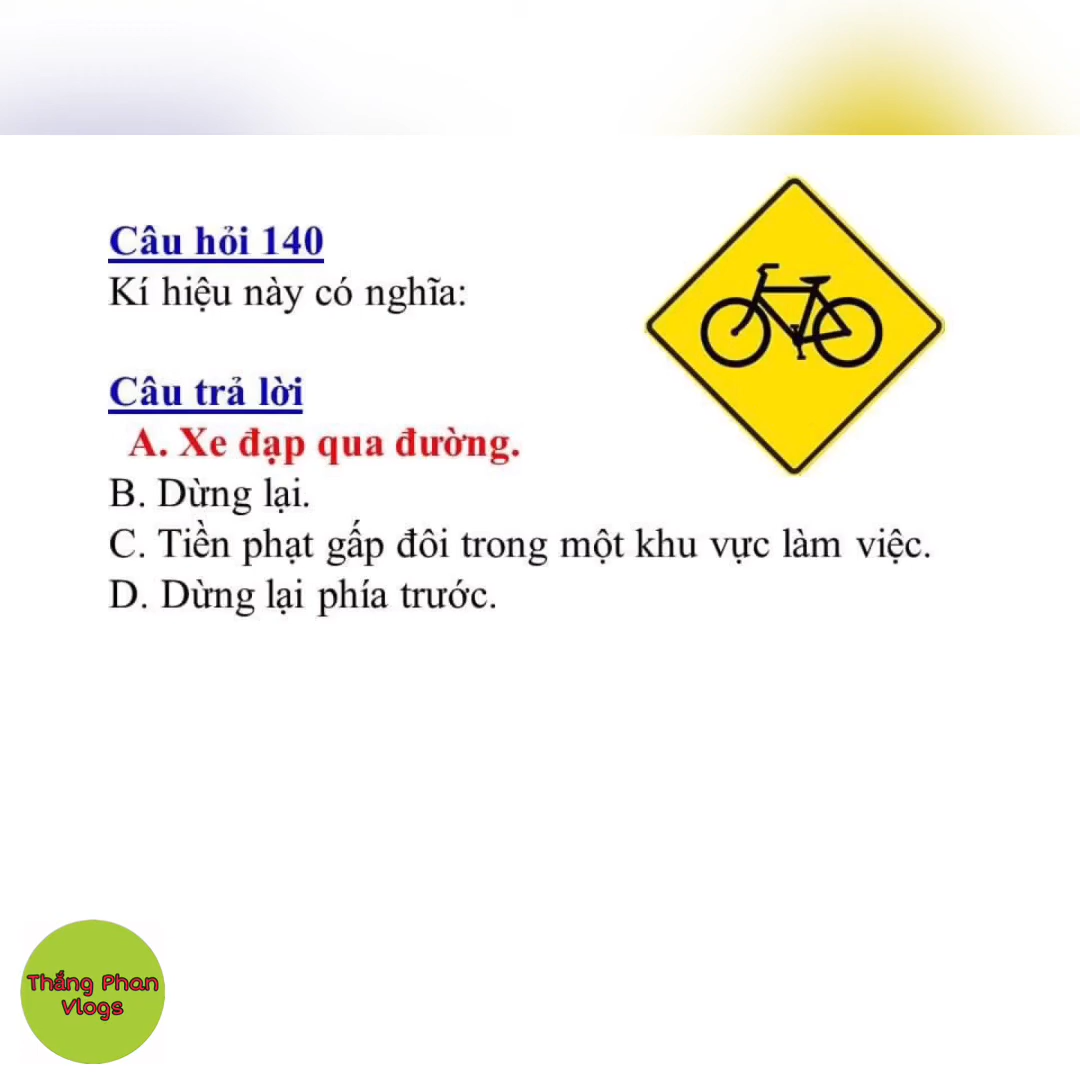 Câu hỏi 140
Kí hiệu này có nghĩa:
Câu trả lời
A. Xe đạp qua đường.
B. Dừng lại.
C. Tiền phạt gấp đôi trong một khu vực làm việc.
D. Dừng lại phía trước.
Thắng Phan
Vlogs